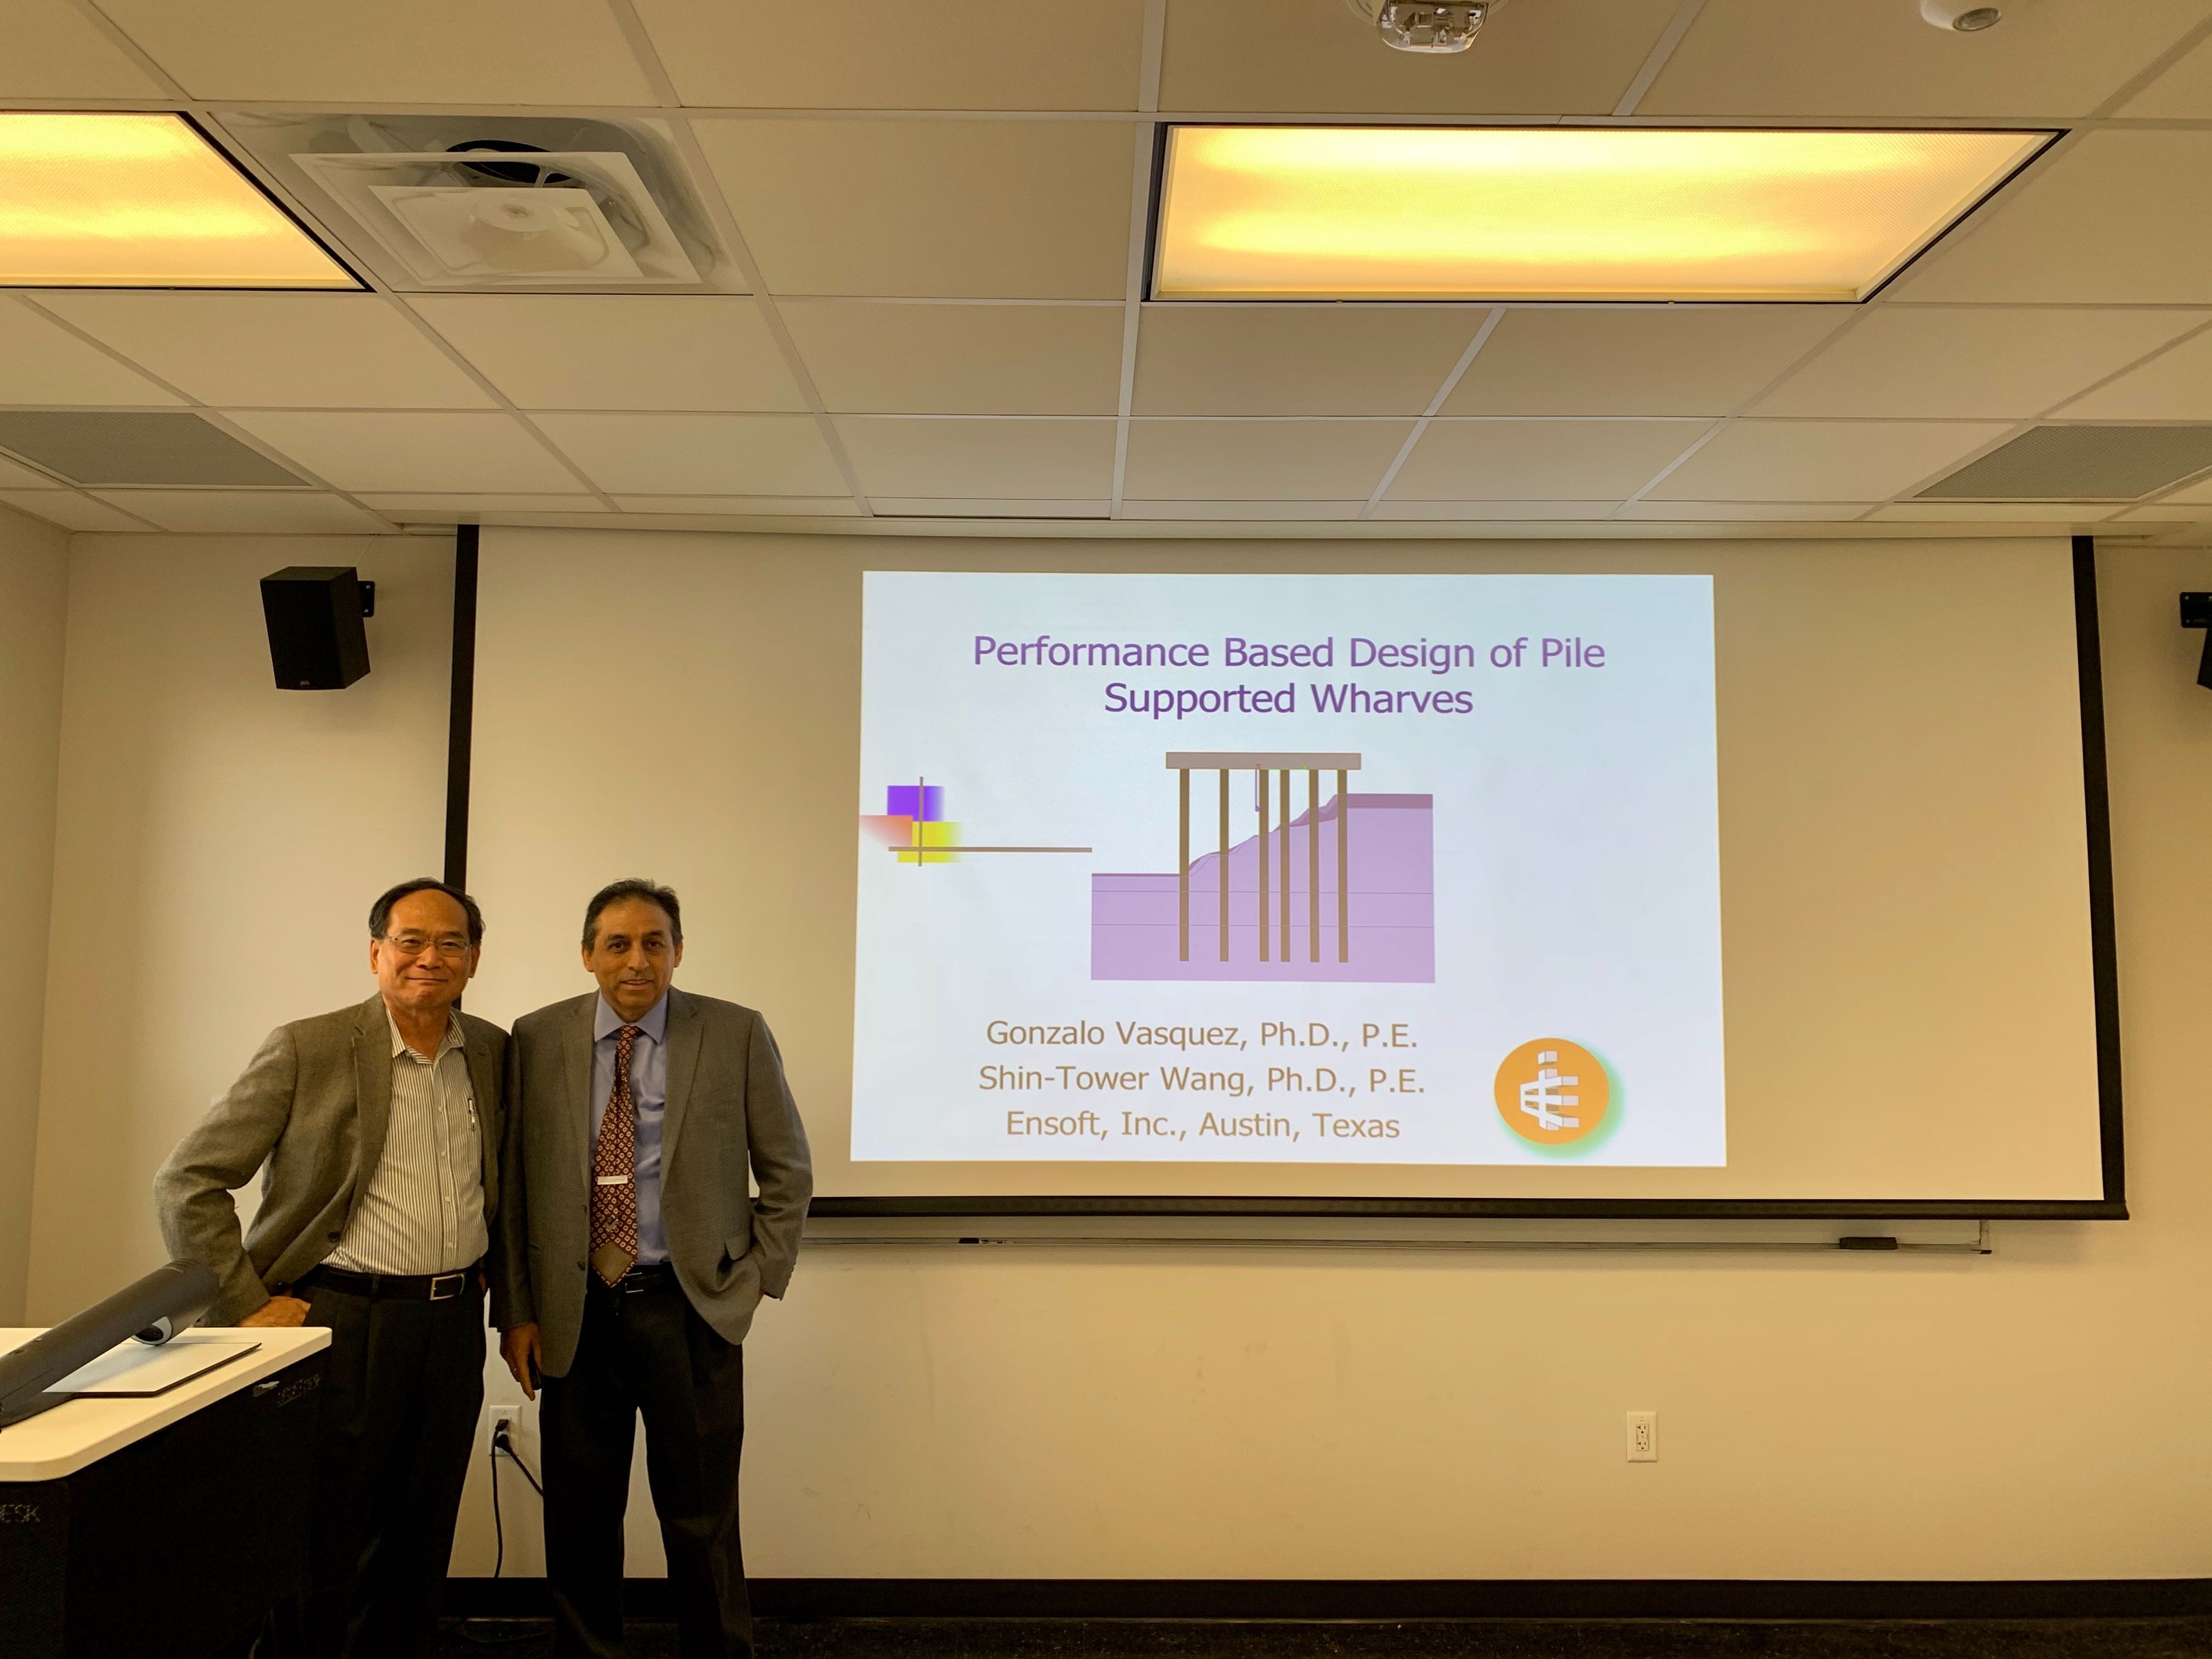 Performance Based Design of Pile
Supported Wharves
Gonzalo Vasquez, Ph.D., P.E.
Shin-Tower Wang, Ph.D., P.E.
Ensoft, Inc., Austin, Texas